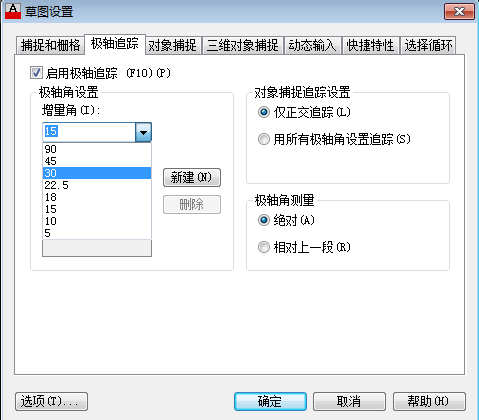 草图设置
捕捉和栅格 极轴追踪 对象捕捉 三维对象捕捉 动态输入 快捷特性 选择循环
启用极轴追踪 (F10)(P)
极轴角设置
增量角(I):
15
90
45
30
22.5
18
15
10
5
新建(N)
删除
对象捕捉追踪设置
仅正交追踪(L)
用所有极轴角设置追踪(S)
极轴角测量
绝对(A)
相对上一段(R)
选项(T)... 确定 取消 帮助(H)